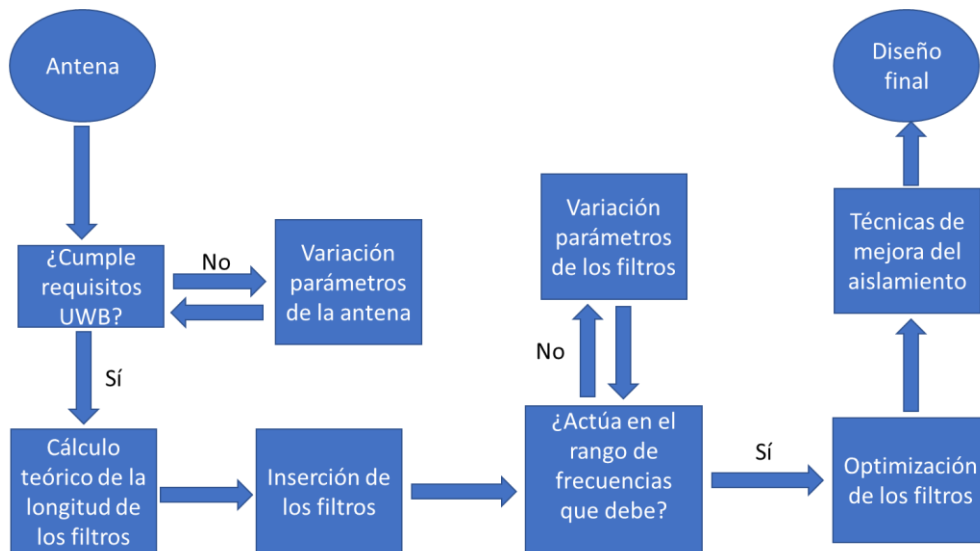 Antena
¿Cumple
requisitos
UWB?
No
Variación
parámetros
de la antena
Sí
Cálculo
teórico de la
longitud de
los filtros
Inserción de
los filtros
¿Actúa en el
rango de
frecuencias
que debe?
No
Variación
parámetros
de los filtros
Sí
Optimización
de los filtros
Técnicas de
mejora del
aislamiento
Diseño
final